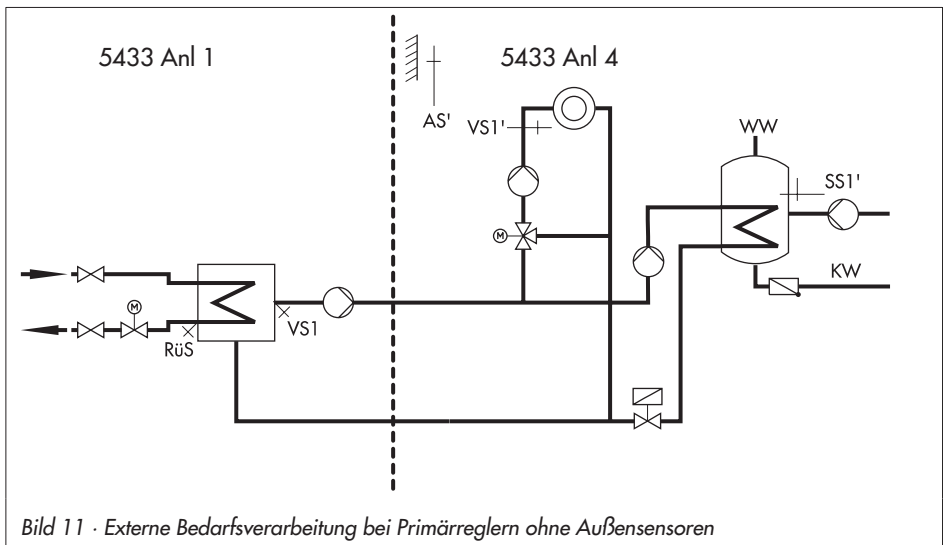 5433 Anl 1
5433 Anl 4
AS'
VS1'
WW
SS1'
M
KW
M
VS1
RüS
Bild 11 · Externe Bedarfsverarbeitung bei Primärreglern ohne Außensensoren